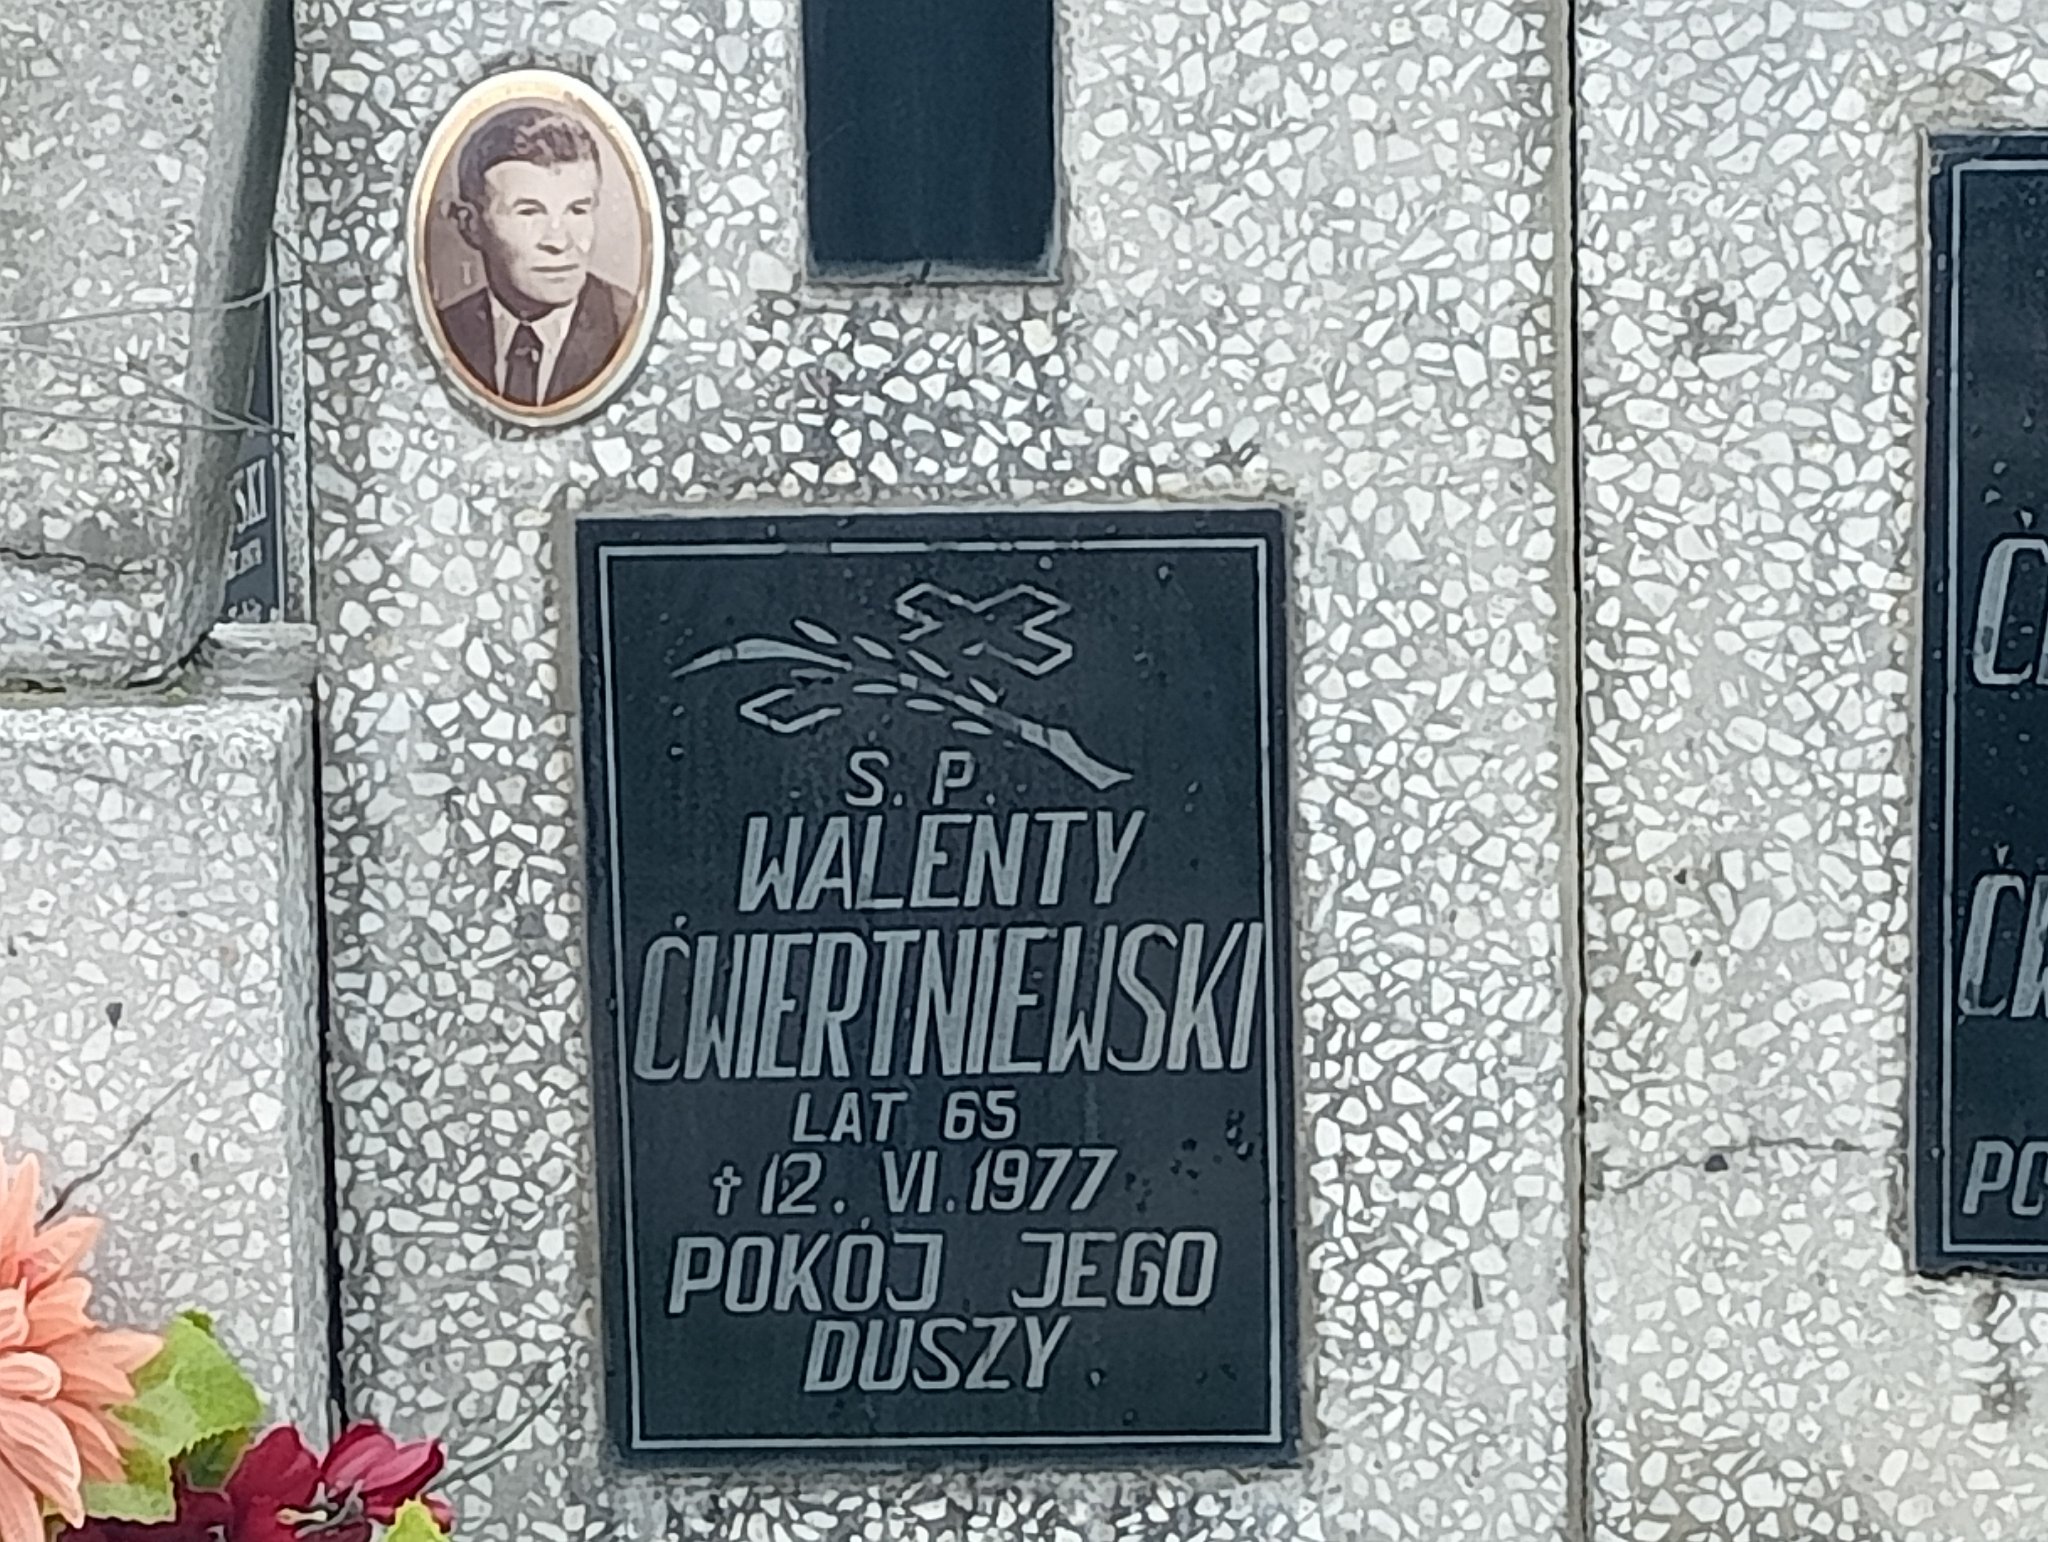 S. P.
WALENTY
ĆWIERTNIEWSKI
LAT 65
† 12. VI. 1977
POKÓJ JEGO
DUSZY